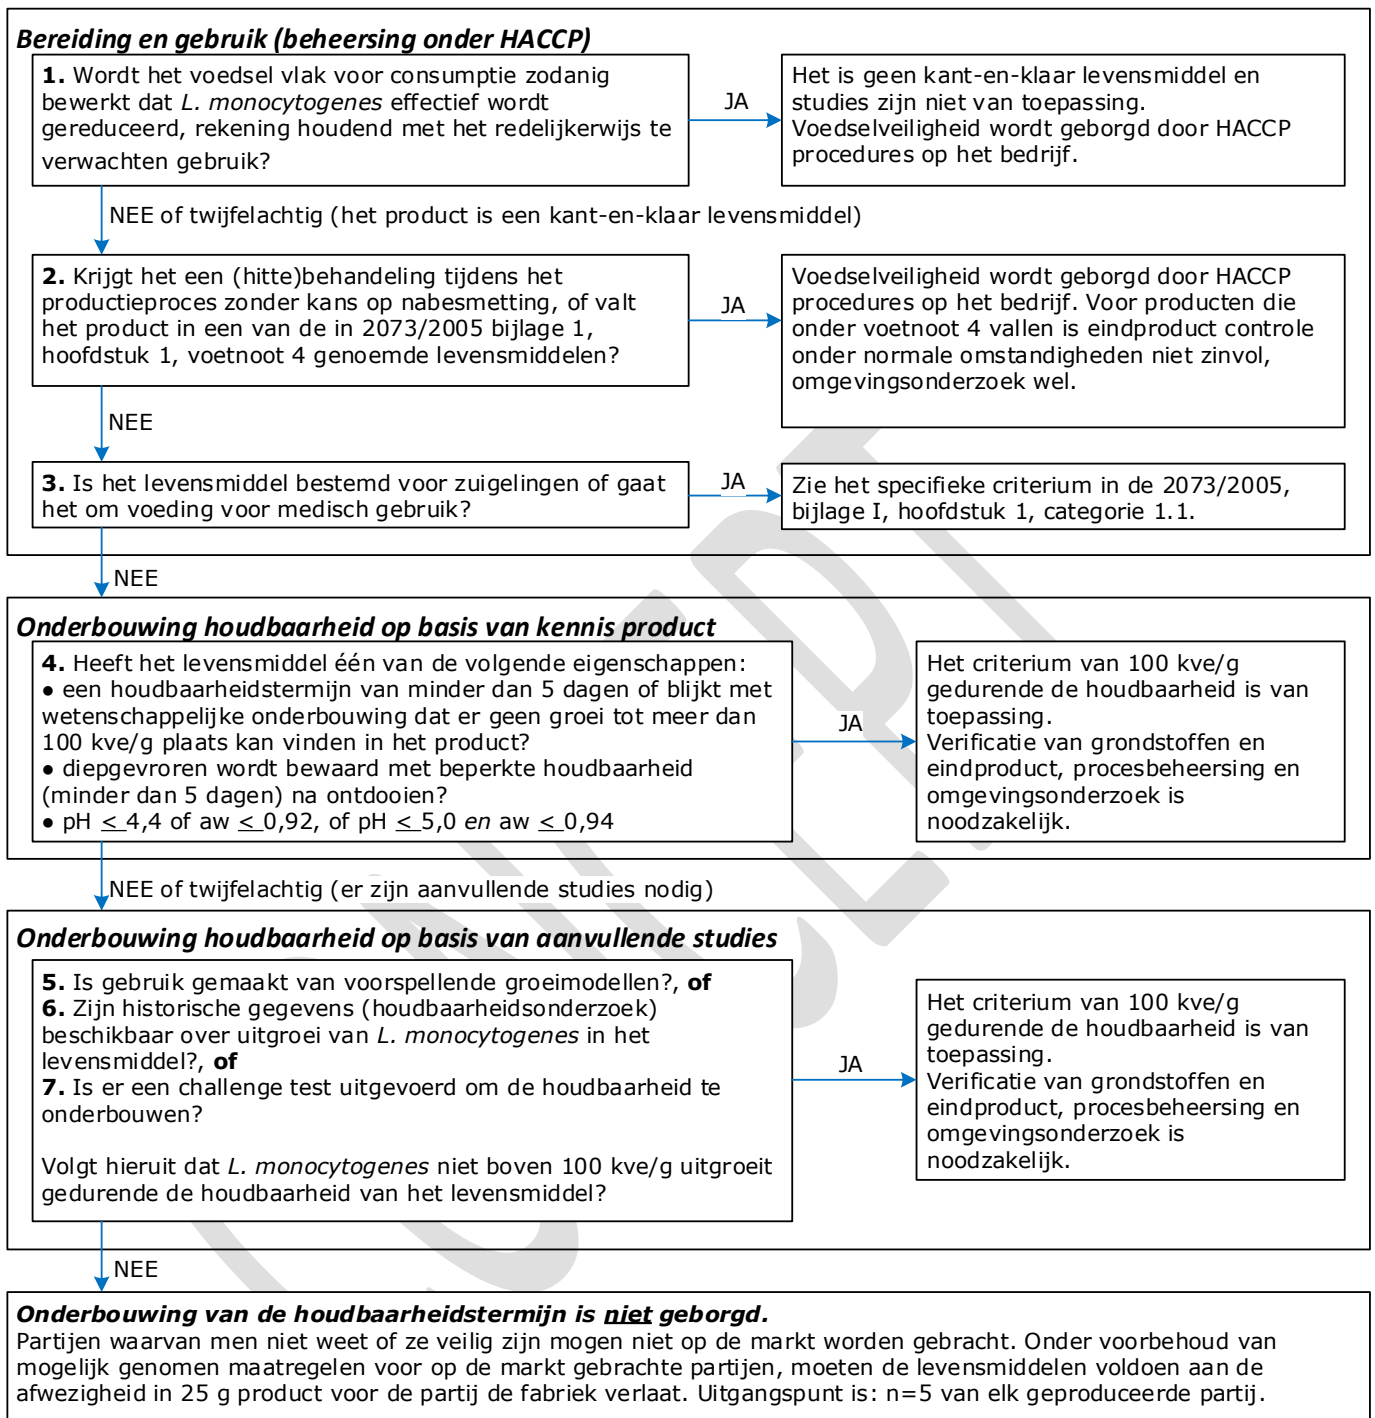 Bereiding en gebruik (beheersing onder HACCP)
1. Wordt het voedsel vlak voor consumptie zodanig
bewerkt dat L. monocytogenes effectief wordt
gereduceerd, rekening houdend met het redelijkerwijs te
verwachten gebruik?
JA
Het is geen kant-en-klaar levensmiddel en
studies zijn niet van toepassing.
Voedselveiligheid wordt geborgd door HACCP
procedures op het bedrijf.
NEE of twijfelachtig (het product is een kant-en-klaar levensmiddel)
2. Krijgt het een (hitte)behandeling tijdens het
productieproces zonder kans op nabesmetting, of valt
het product in een van de in 2073/2005 bijlage 1,
hoofdstuk 1, voetnoot 4 genoemde levensmiddelen?
JA
Voedselveiligheid wordt geborgd door HACCP
procedures op het bedrijf. Voor producten die
onder voetnoot 4 vallen is eindproduct controle
onder normale omstandigheden niet zinvol,
omgevingsonderzoek wel.
NEE
3. Is het levensmiddel bestemd voor zuigelingen of gaat
het om voeding voor medisch gebruik?
JA
Zie het specifieke criterium in de 2073/2005,
bijlage I, hoofdstuk 1, categorie 1.1.
NEE
Onderbouwing houdbaarheid op basis van kennis product
4. Heeft het levensmiddel één van de volgende eigenschappen:
● een houdbaarheidstermijn van minder dan 5 dagen of blijkt met
wetenschappelijke onderbouwing dat er geen groei tot meer dan
100 kve/g plaats kan vinden in het product?
● diepgevroren wordt bewaard met beperkte houdbaarheid
(minder dan 5 dagen) na ontdooien?
● pH < 4,4 of aw < 0,92, of pH < 5,0 en aw < 0,94
JA
Het criterium van 100 kve/g
gedurende de houdbaarheid is van
toepassing.
Verificatie van grondstoffen en
eindproduct, procesbeheersing en
omgevingsonderzoek is
noodzakelijk.
NEE of twijfelachtig (er zijn aanvullende studies nodig)
Onderbouwing houdbaarheid op basis van aanvullende studies
5. Is gebruik gemaakt van voorspellende groeimodellen?, of
6. Zijn historische gegevens (houdbaarheidsonderzoek)
beschikbaar over uitgroei van L. monocytogenes in het
levensmiddel?, of
7. Is er een challenge test uitgevoerd om de houdbaarheid te
onderbouwen?
Volgt hieruit dat L. monocytogenes niet boven 100 kve/g uitgroeit
gedurende de houdbaarheid van het levensmiddel?
JA
Het criterium van 100 kve/g
gedurende de houdbaarheid is van
toepassing.
Verificatie van grondstoffen en
eindproduct, procesbeheersing en
omgevingsonderzoek is
noodzakelijk.
NEE
Onderbouwing van de houdbaarheidstermijn is niet geborgd.
Partijen waarvan men niet weet of ze veilig zijn mogen niet op de markt worden gebracht. Onder voorbehoud van
mogelijk genomen maatregelen voor op de markt gebrachte partijen, moeten de levensmiddelen voldoen aan de
afwezigheid in 25 g product voor de partij de fabriek verlaat. Uitgangspunt is: n=5 van elk geproduceerde partij.
CONCEPT